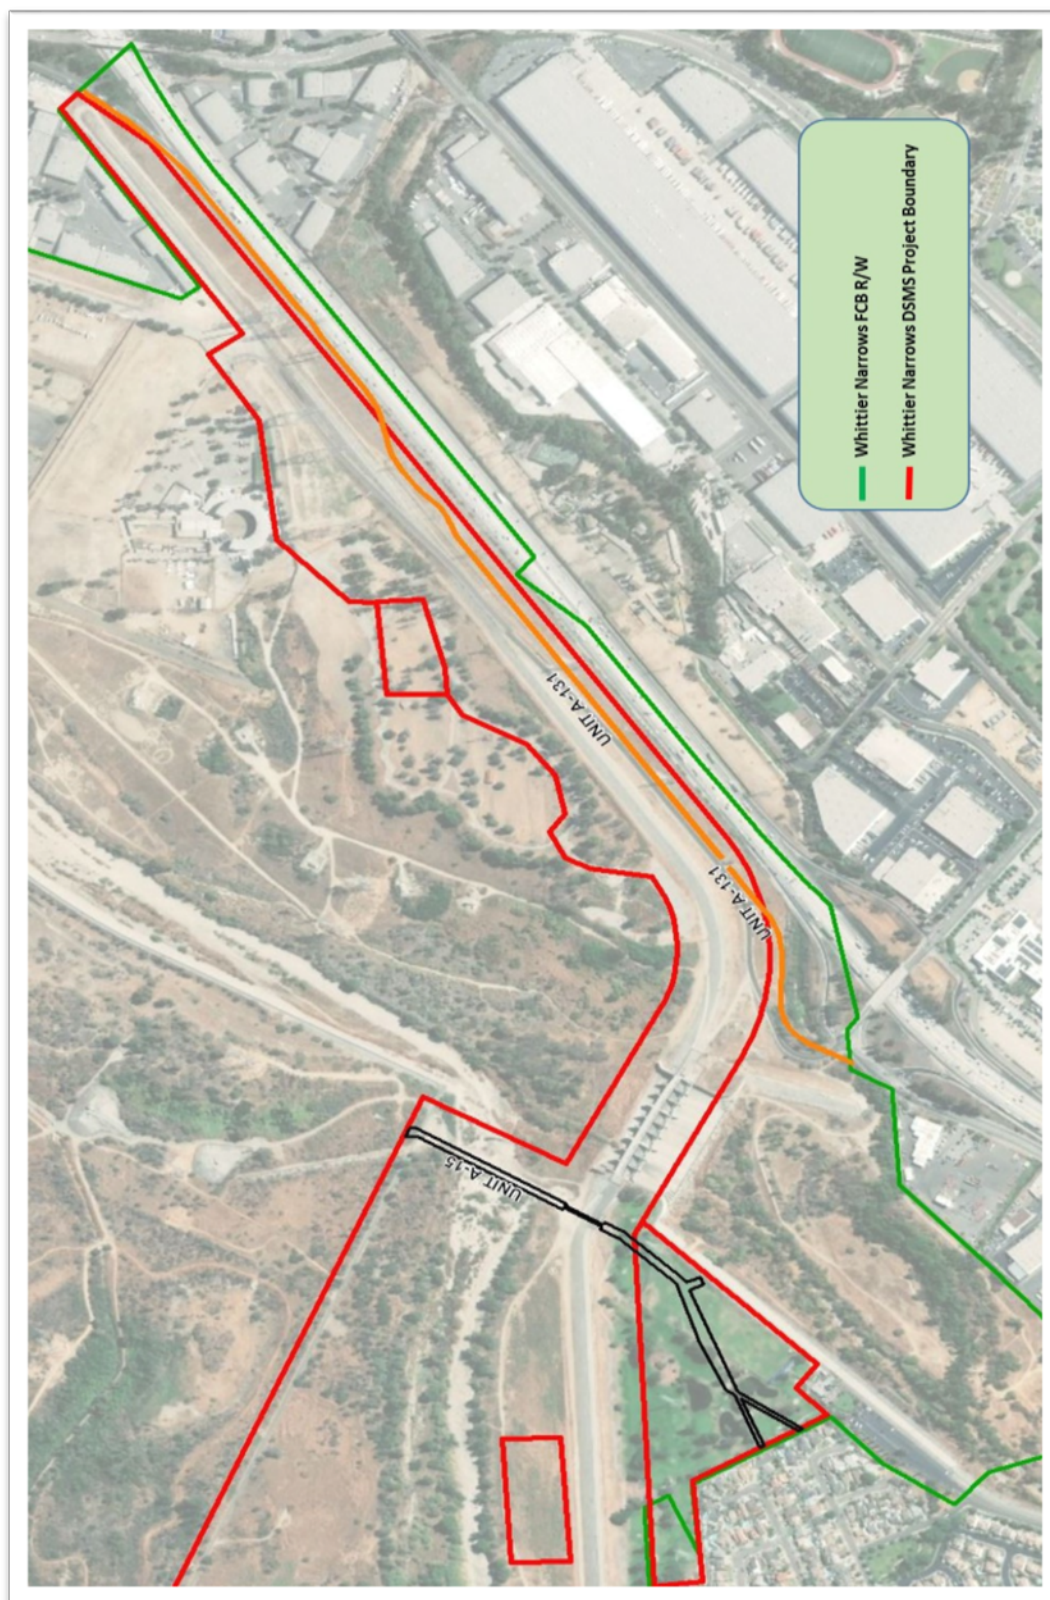 Whittier Narrows FCB R/W
Whittier Narrows DSMS Project Boundary
UNIT A-131
UNIT A-131
UNIT A-15